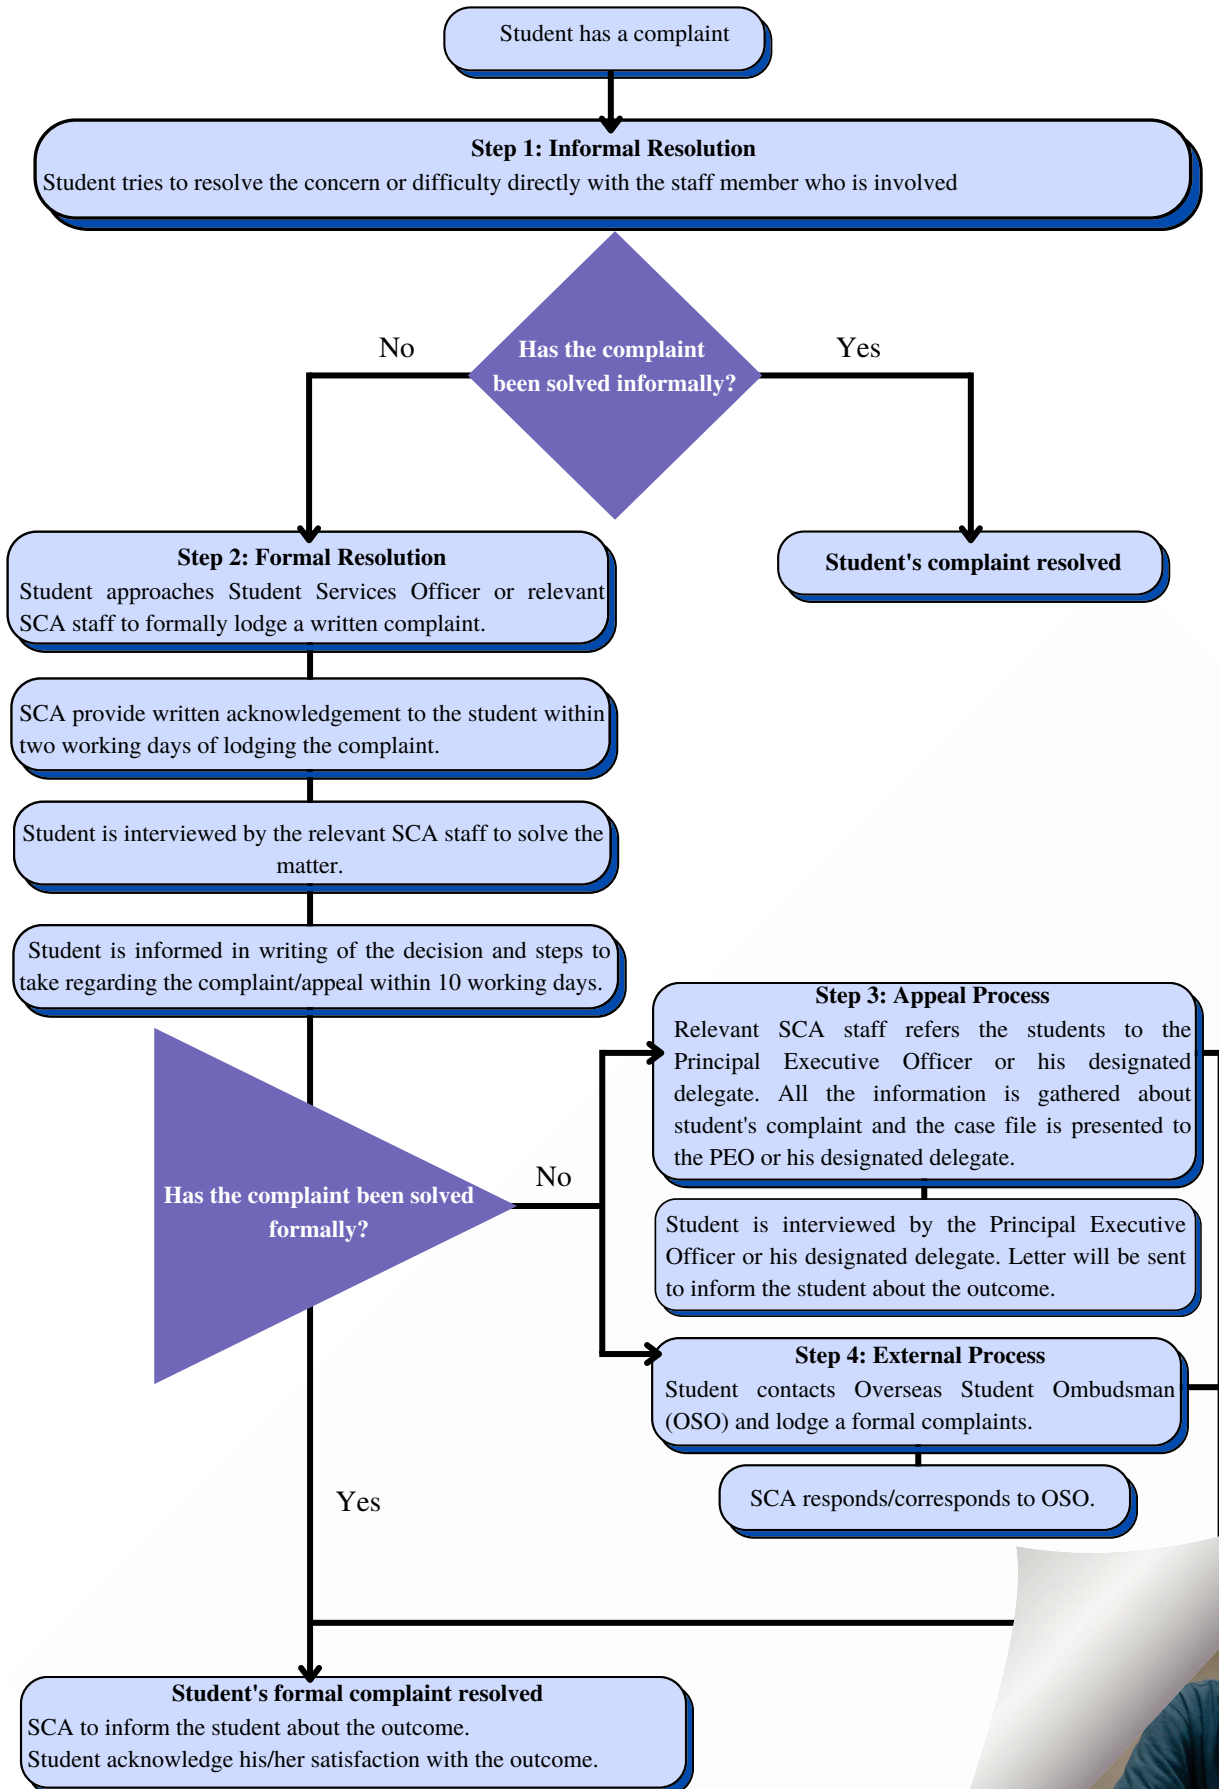 Student has a complaint
Step 1: Informal Resolution
Student tries to resolve the concern or difficulty directly with the staff member who is involved
Has the complaint
been solved informally?
No
Yes
Step 2: Formal Resolution
Student approaches Student Services Officer or relevant
SCA staff to formally lodge a written complaint.
Student's complaint resolved
SCA provide written acknowledgement to the student within
two working days of lodging the complaint.
Student is interviewed by the relevant SCA staff to solve the
matter.
Student is informed in writing of the decision and steps to
take regarding the complaint/appeal within 10 working days.
Has the complaint been solved
formally?
No
Step 3: Appeal Process
Relevant SCA staff refers the students to the
Principal Executive Officer or his designated
delegate. All the information is gathered about
student's complaint and the case file is presented to
the PEO or his designated delegate.
Student is interviewed by the Principal Executive
Officer or his designated delegate. Letter will be sent
to inform the student about the outcome.
Step 4: External Process
Student contacts Overseas Student Ombudsman
(OSO) and lodge a formal complaints.
SCA responds/corresponds to OSO.
Yes
Student's formal complaint resolved
SCA to inform the student about the outcome.
Student acknowledge his/her satisfaction with the outcome.